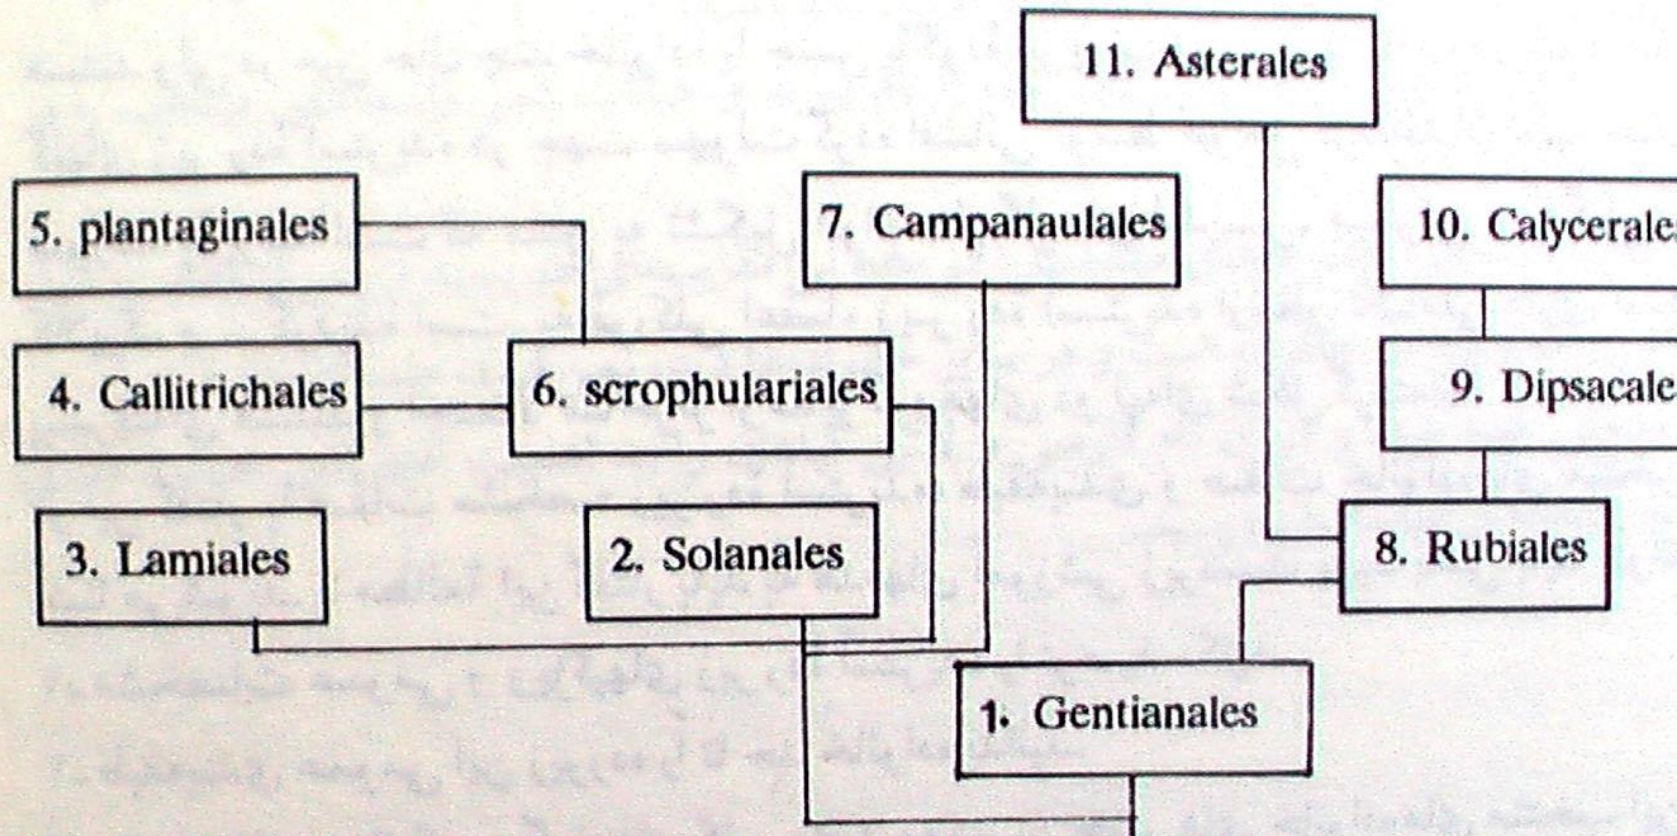 11. Asterales
5. plantaginales
7. Campanaulales
10. Calycerales
4. Callitrichales
6. scrophulariales
9. Dipsacale
3. Lamiales
2. Solanales
8. Rubiales
1. Gentianales